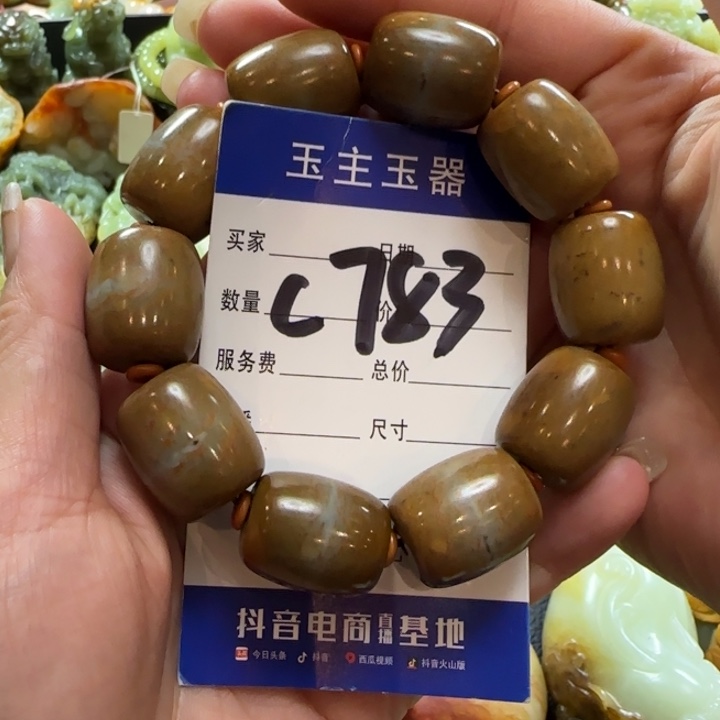 玉主玉器
买家 日期
C783
数量 价
服务费 总价
尺寸
抖音电商直播基地
今日头条 抖音 西瓜视频 抖音火山版